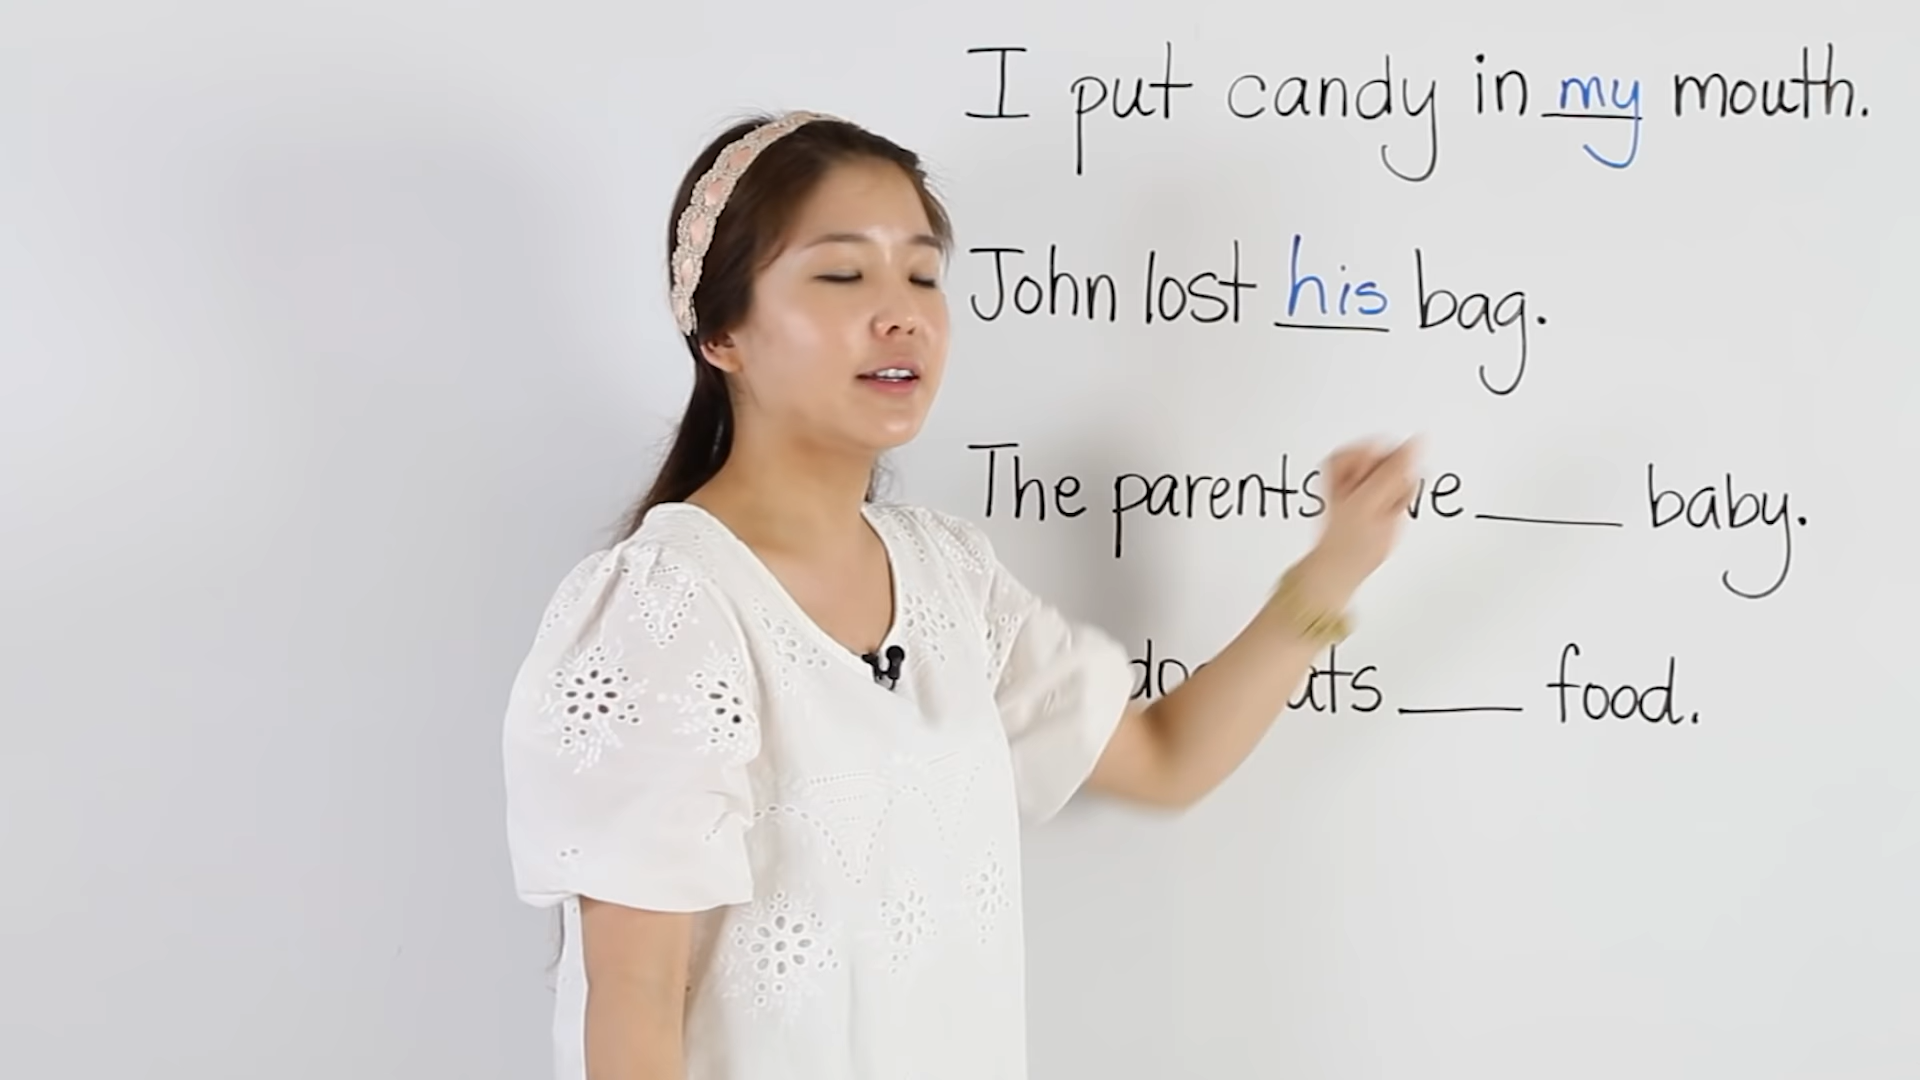 I put candy in my mouth.
John lost his bag.
The parents ___ baby.
___ food.